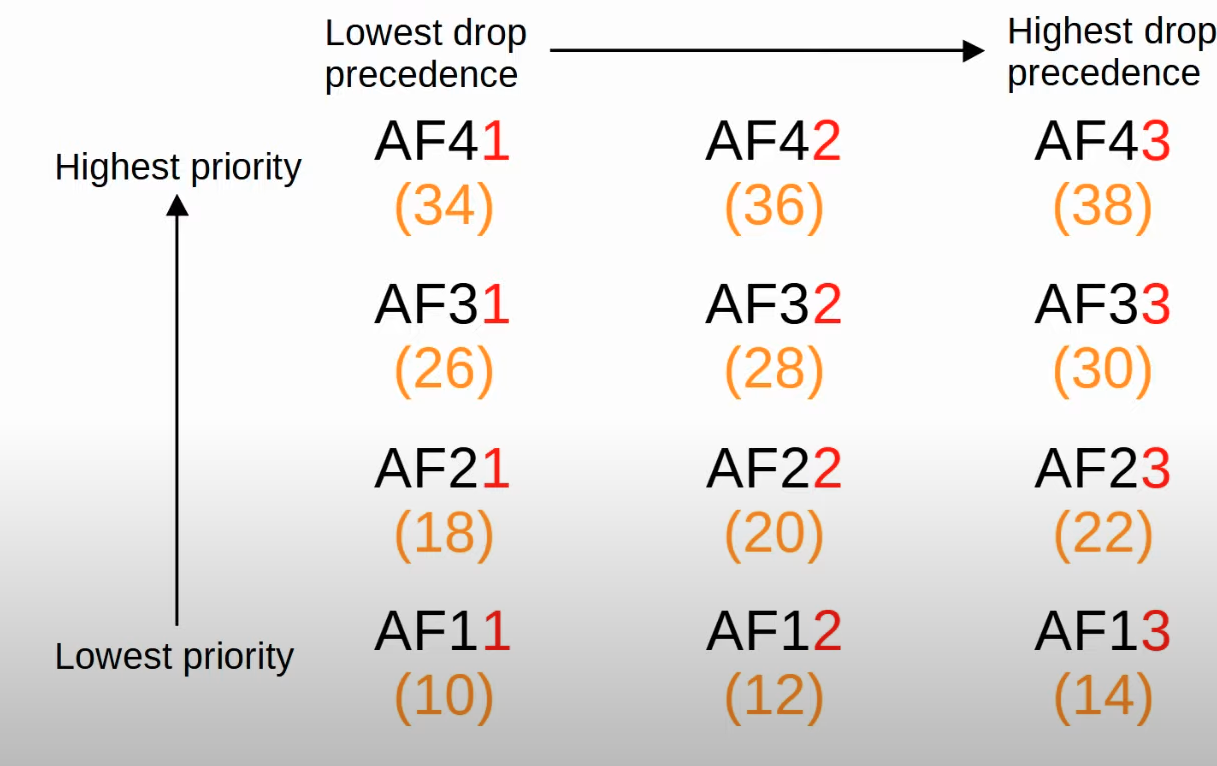 Lowest drop
precedence
Highest drop
precedence
Highest priority
AF41 AF42 AF43
(34) (36) (38)
AF31 AF32 AF33
(26) (28) (30)
AF21 AF22 AF23
(18) (20) (22)
Lowest priority
AF11 AF12 AF13
(10) (12) (14)